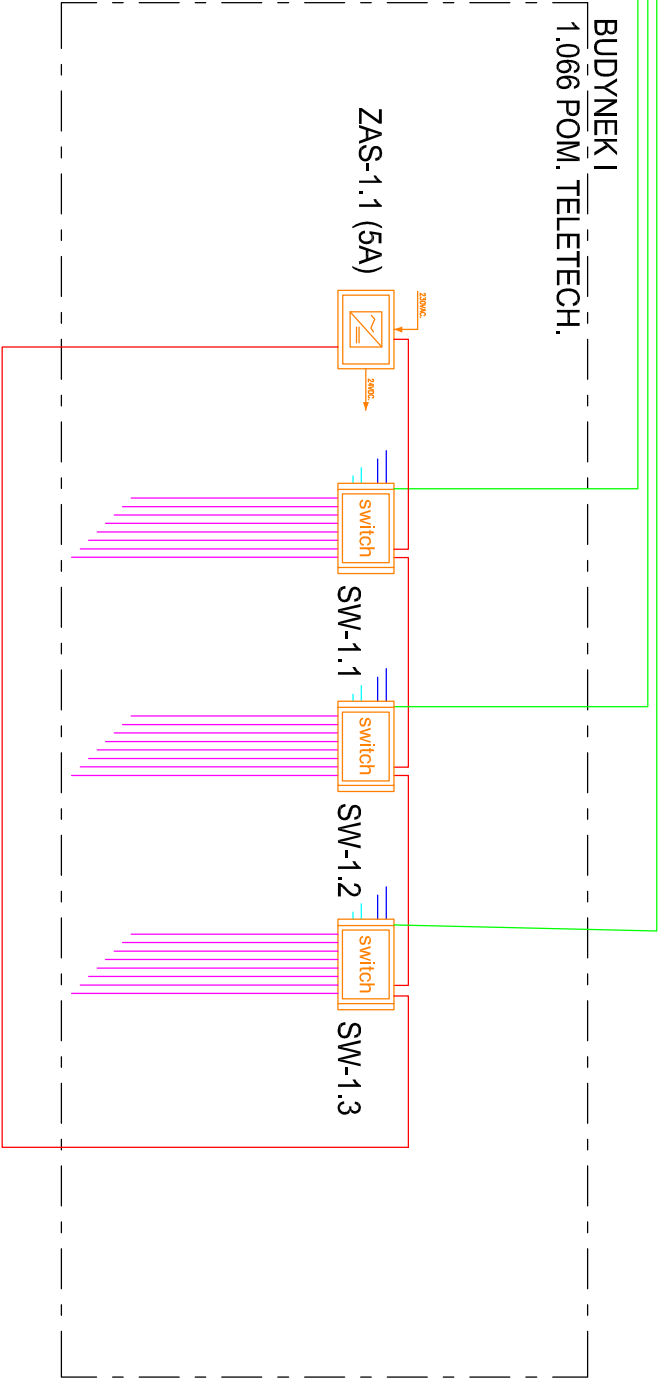 BUDYNEK I
1.066 POM. TELETECH.
ZAS-1.1 (5A)
230VAC.
24VDC.
switch
SW-1.1
switch
SW-1.2
switch
SW-1.3